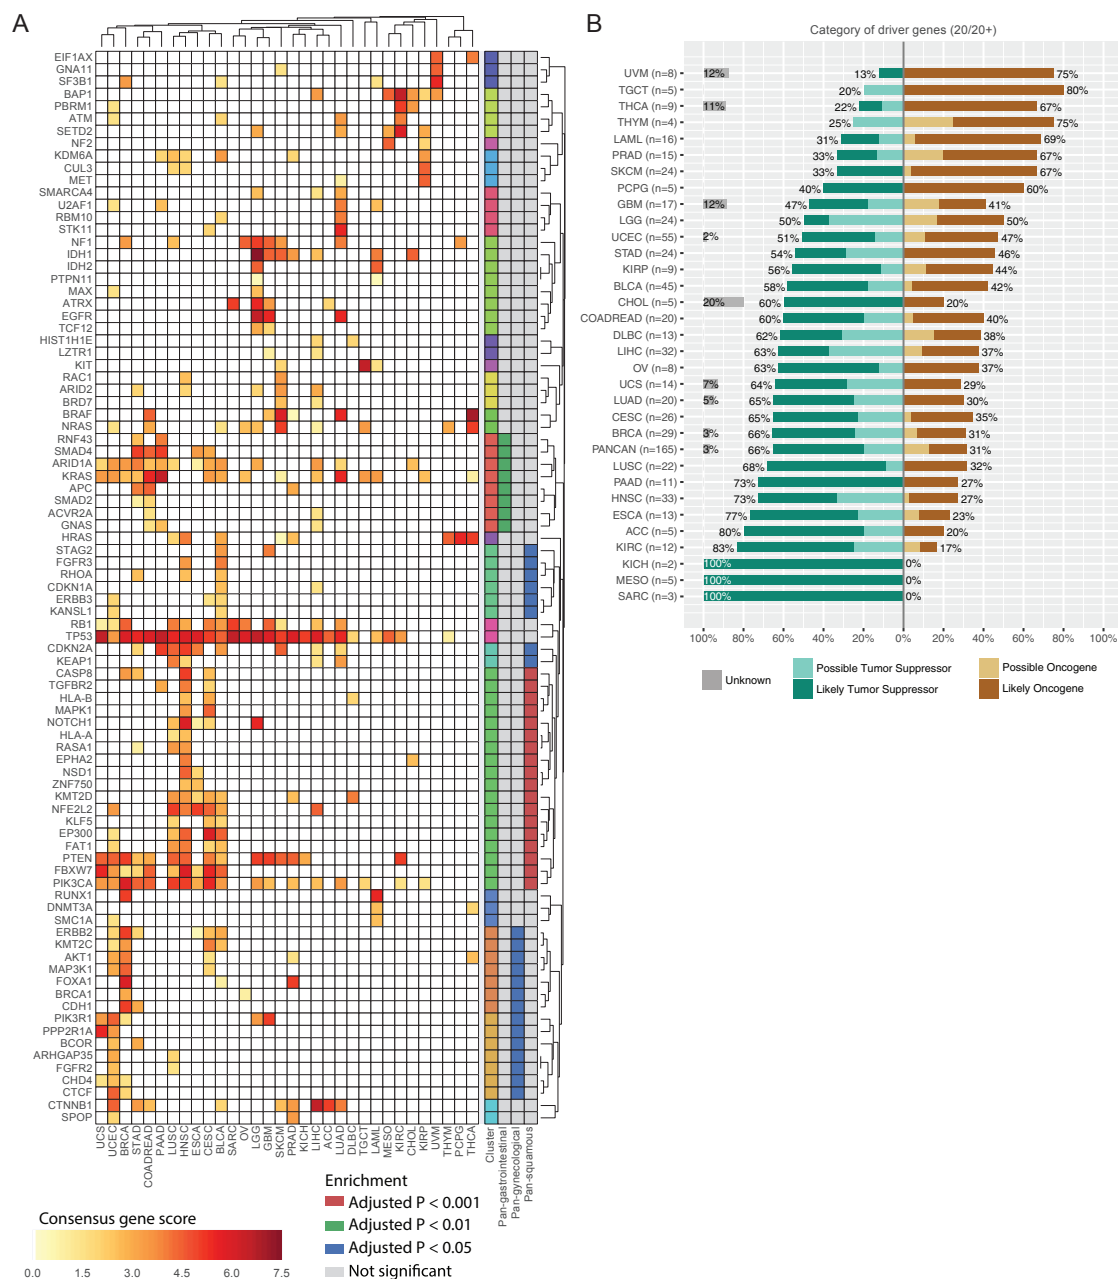 A
EIF1AX
GNA11
SF3B1
BAP1
PBRM1
ATM
SETD2
NF2
KDM6A
CUL3
MET
SMARCA4
U2AF1
RBM10
STK11
NF1
IDH1
IDH2
PTPN11
MAX
ATRX
EGFR
TCF12
HIST1H1E
LZTR1
KIT
RAC1
ARID2
BRD7
BRAF
NRAS
RNF43
SMAD4
ARID1A
KRAS
APC
SMAD2
ACVR2A
GNAS
HRAS
STAG2
FGFR3
RHOA
CDKN1A
ERBB3
KANSL1
RB1
TP53
CDKN2A
KEAP1
CASP8
TGFBR2
HLA-B
MAPK1
NOTCH1
HLA-A
RASA1
EPHA2
NSD1
ZNF750
KMT2D
NFE2L2
KLF5
EP300
FAT1
PTEN
FBXW7
PIK3CA
RUNX1
DNMT3A
SMC1A
ERBB2
KMT2C
AKT1
MAP3K1
FOXA1
BRCA1
CDH1
PIK3R1
PPP2R1A
BCOR
ARHGAP35
FGFR2
CHD4
CTCF
CTNNB1
SPOP
UCS
UCEC
BRCA
STAD
COADREAD
PAAD
LUSC
HNSC
ESCA
CESC
BLCA
SARC
OV
LGG
GBM
SKCM
PRAD
KICH
LIHC
ACC
LUAD
DLBC
TGCT
LAML
MESO
KIRC
CHOL
KIRP
UVM
THYM
PCPG
THCA
Cluster
Pan-gastrointestinal
Pan-gynecological
Pan-squamous
Consensus gene score
0.0 1.5 3.0 4.5 6.0 7.5
Enrichment
Adjusted P < 0.001
Adjusted P < 0.01
Adjusted P < 0.05
Not significant
B
Category of driver genes (20/20+)
UVM (n=8) 12% 13% 75%
TGCT (n=5) 20% 80%
THCA (n=9) 11% 22% 67%
THYM (n=4) 25% 75%
LAML (n=16) 31% 69%
PRAD (n=15) 33% 67%
SKCM (n=24) 33% 67%
PCPG (n=5) 40% 60%
GBM (n=17) 12% 47% 41%
LGG (n=24) 50% 50%
UCEC (n=55) 2% 51% 47%
STAD (n=24) 54% 46%
KIRP (n=9) 56% 44%
BLCA (n=45) 58% 42%
CHOL (n=5) 20% 60% 20%
COADREAD (n=20) 60% 40%
DLBC (n=13) 62% 38%
LIHC (n=32) 63% 37%
OV (n=8) 63% 37%
UCS (n=14) 7% 64% 29%
LUAD (n=20) 5% 65% 30%
CESC (n=26) 65% 35%
BRCA (n=29) 3% 66% 31%
PANCAN (n=165) 3% 66% 31%
LUSC (n=22) 68% 32%
PAAD (n=11) 73% 27%
HNSC (n=33) 73% 27%
ESCA (n=13) 77% 23%
ACC (n=5) 80% 20%
KIRC (n=12) 83% 17%
KICH (n=2) 100% 0%
MESO (n=5) 100% 0%
SARC (n=3) 100% 0%
100% 80% 60% 40% 20% 0% 20% 40% 60% 80% 100%
Unknown
Possible Tumor Suppressor
Likely Tumor Suppressor
Possible Oncogene
Likely Oncogene